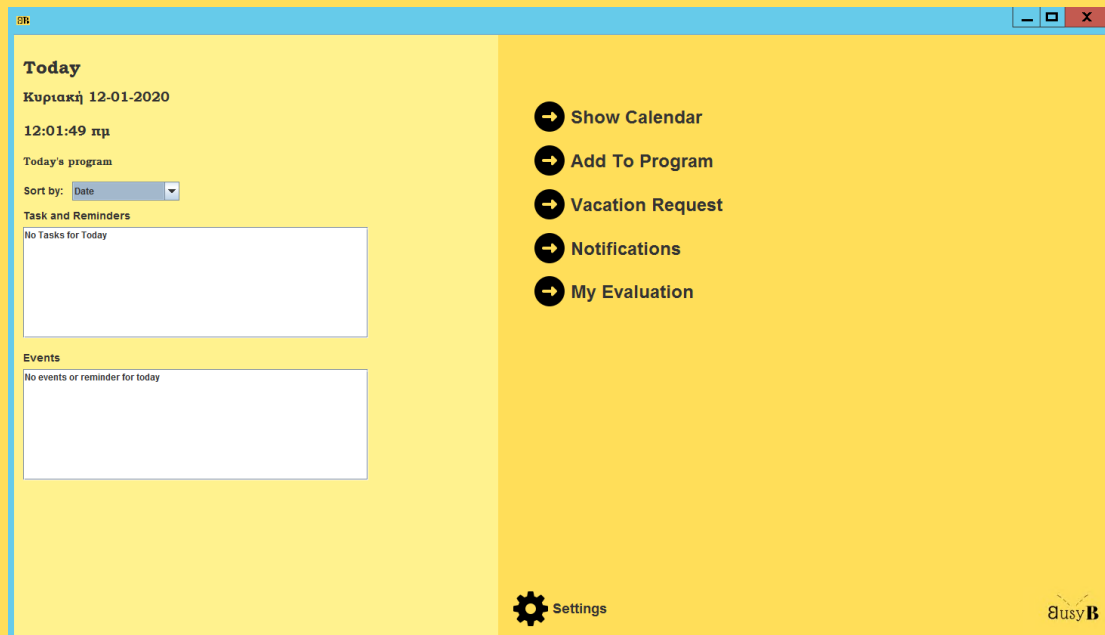 BB
X
Today
Κυριακή 12-01-2020
12:01:49 πμ
Today's program
Sort by: Date
Task and Reminders
No Tasks for Today
Events
No events or reminder for today
Show Calendar
Add To Program
Vacation Request
Notifications
My Evaluation
Settings
BusyB